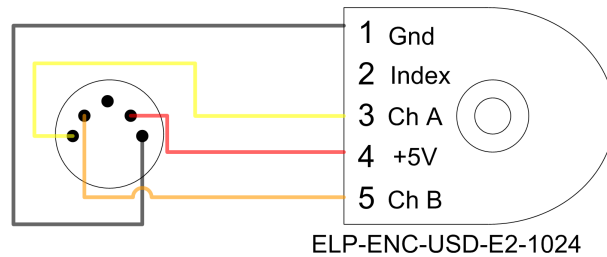 1 Gnd
2 Index
3 Ch A
4 +5V
5 Ch B
ELP-ENC-USD-E2-1024